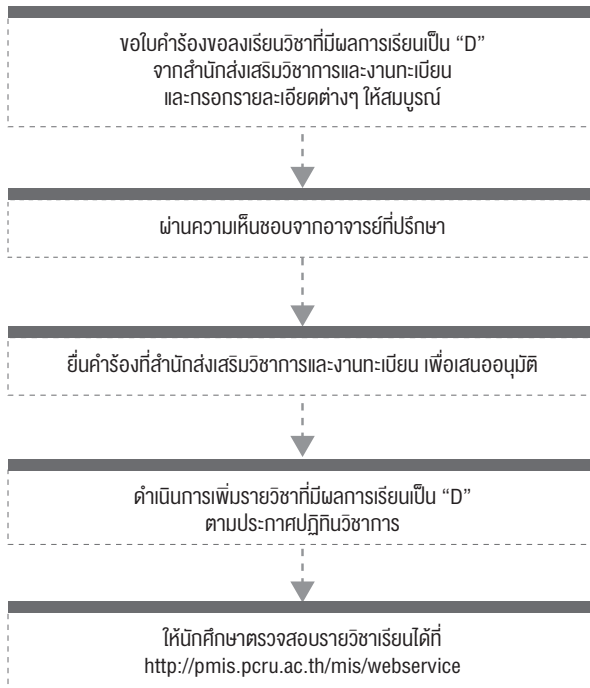 ขอใบคำร้องขอลงเรียนวิชาที่มีผลการเรียนเป็น “D”
จากสำนักส่งเสริมวิชาการและงานทะเบียน
และกรอกรายละเอียดต่างๆ ให้สมบูรณ์
ผ่านความเห็นชอบจากอาจารย์ที่ปรึกษา
ยื่นคำร้องที่สำนักส่งเสริมวิชาการและงานทะเบียน เพื่อเสนออนุมัติ
ดำเนินการเพิ่มรายวิชาที่มีผลการเรียนเป็น “D”
ตามประกาศปฏิทินวิชาการ
ให้นักศึกษาตรวจสอบรายวิชาเรียนได้ที่
http://pmis.pcru.ac.th/mis/webservice